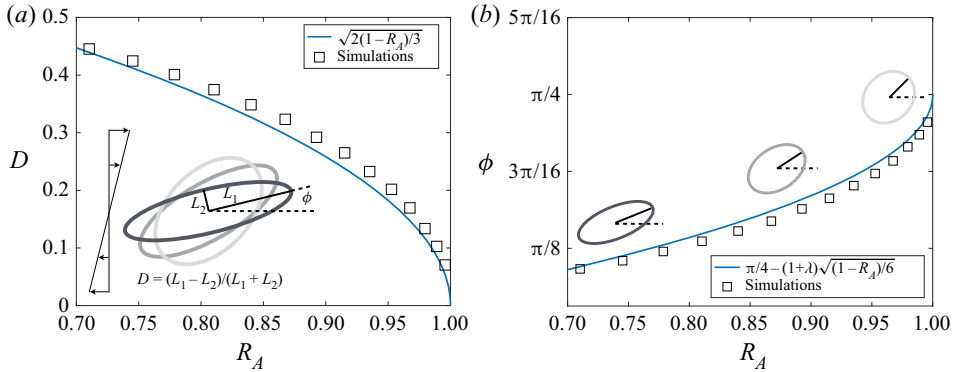 (a)
0.5
0.4
0.3
0.2
0.1
0
D
√2(1−R_A)/3
Simulations
L_1
L_2
ϕ
D = (L_1 − L_2)/(L_1 + L_2)
0.70 0.75 0.80 0.85 0.90 0.95 1.00
R_A
(b)
5π/16
π/4
3π/16
π/8
ϕ
π/4 − (1+λ)√(1−R_A)/6
Simulations
0.70 0.75 0.80 0.85 0.90 0.95 1.00
R_A